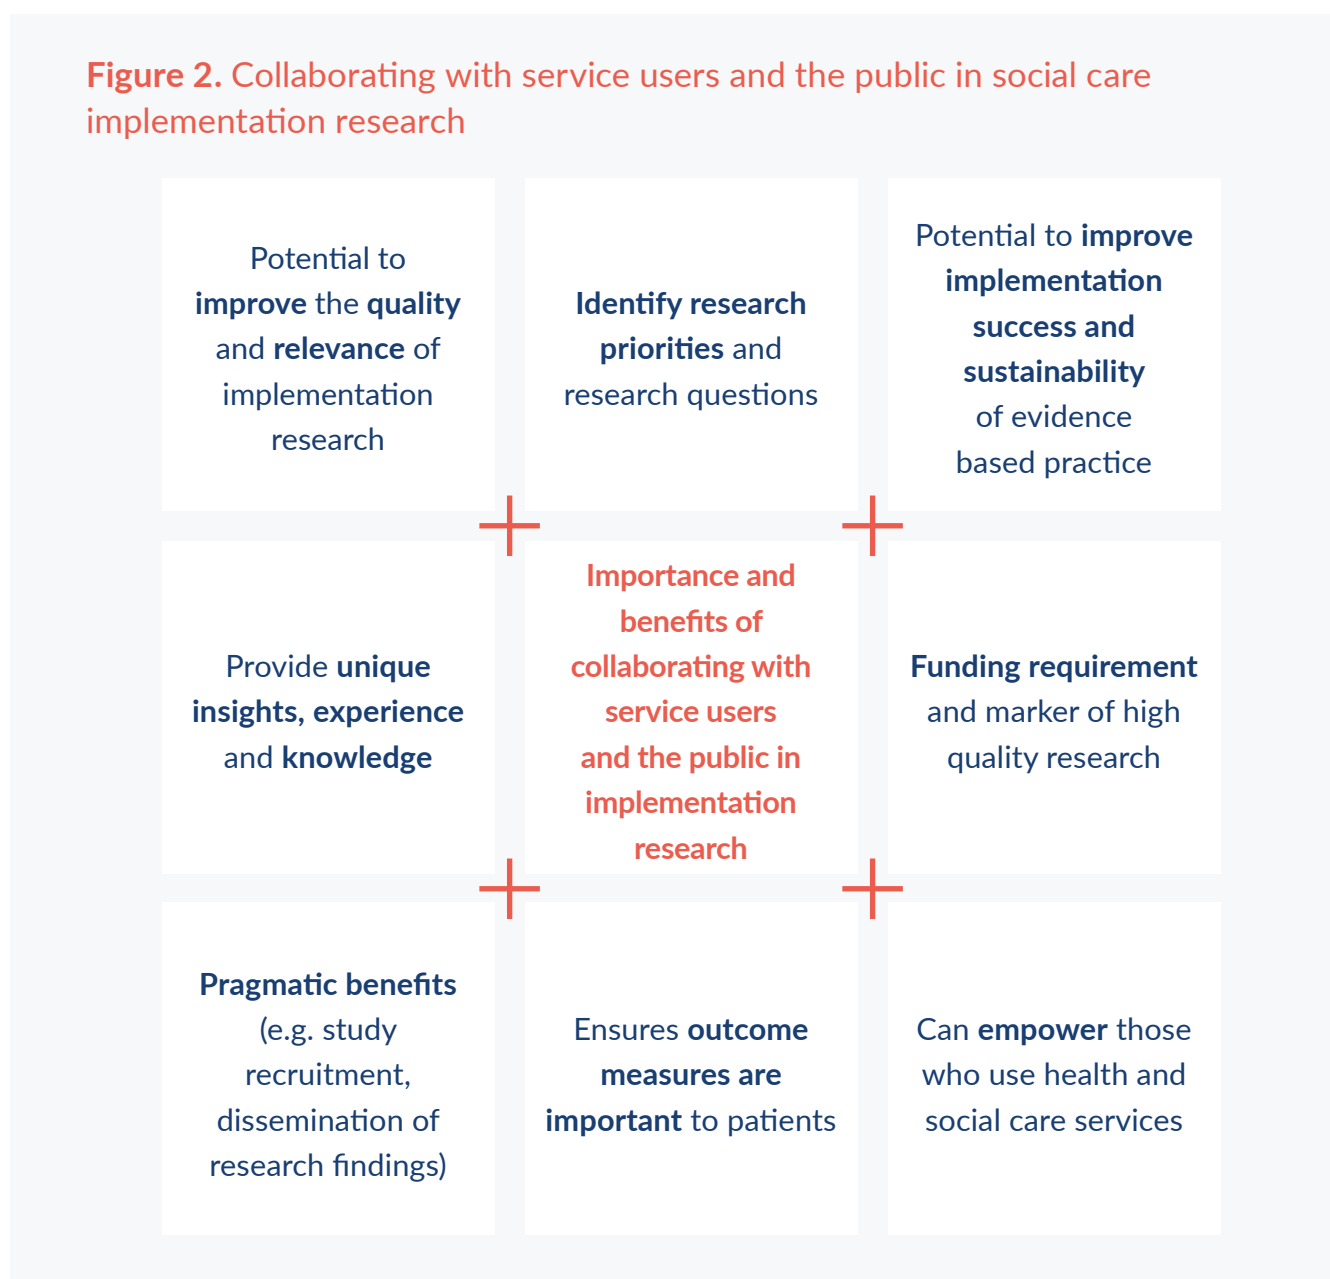 Figure 2. Collaborating with service users and the public in social care
implementation research
Potential to
improve the quality
and relevance of
implementation
research
Identify research
priorities and
research questions
Potential to improve
implementation
success and
sustainability
of evidence
based practice
Provide unique
insights, experience
and knowledge
Importance and
benefits of
collaborating with
service users
and the public in
implementation
research
Funding requirement
and marker of high
quality research
Pragmatic benefits
(e.g. study
recruitment,
dissemination of
research findings)
Ensures outcome
measures are
important to patients
Can empower those
who use health and
social care services